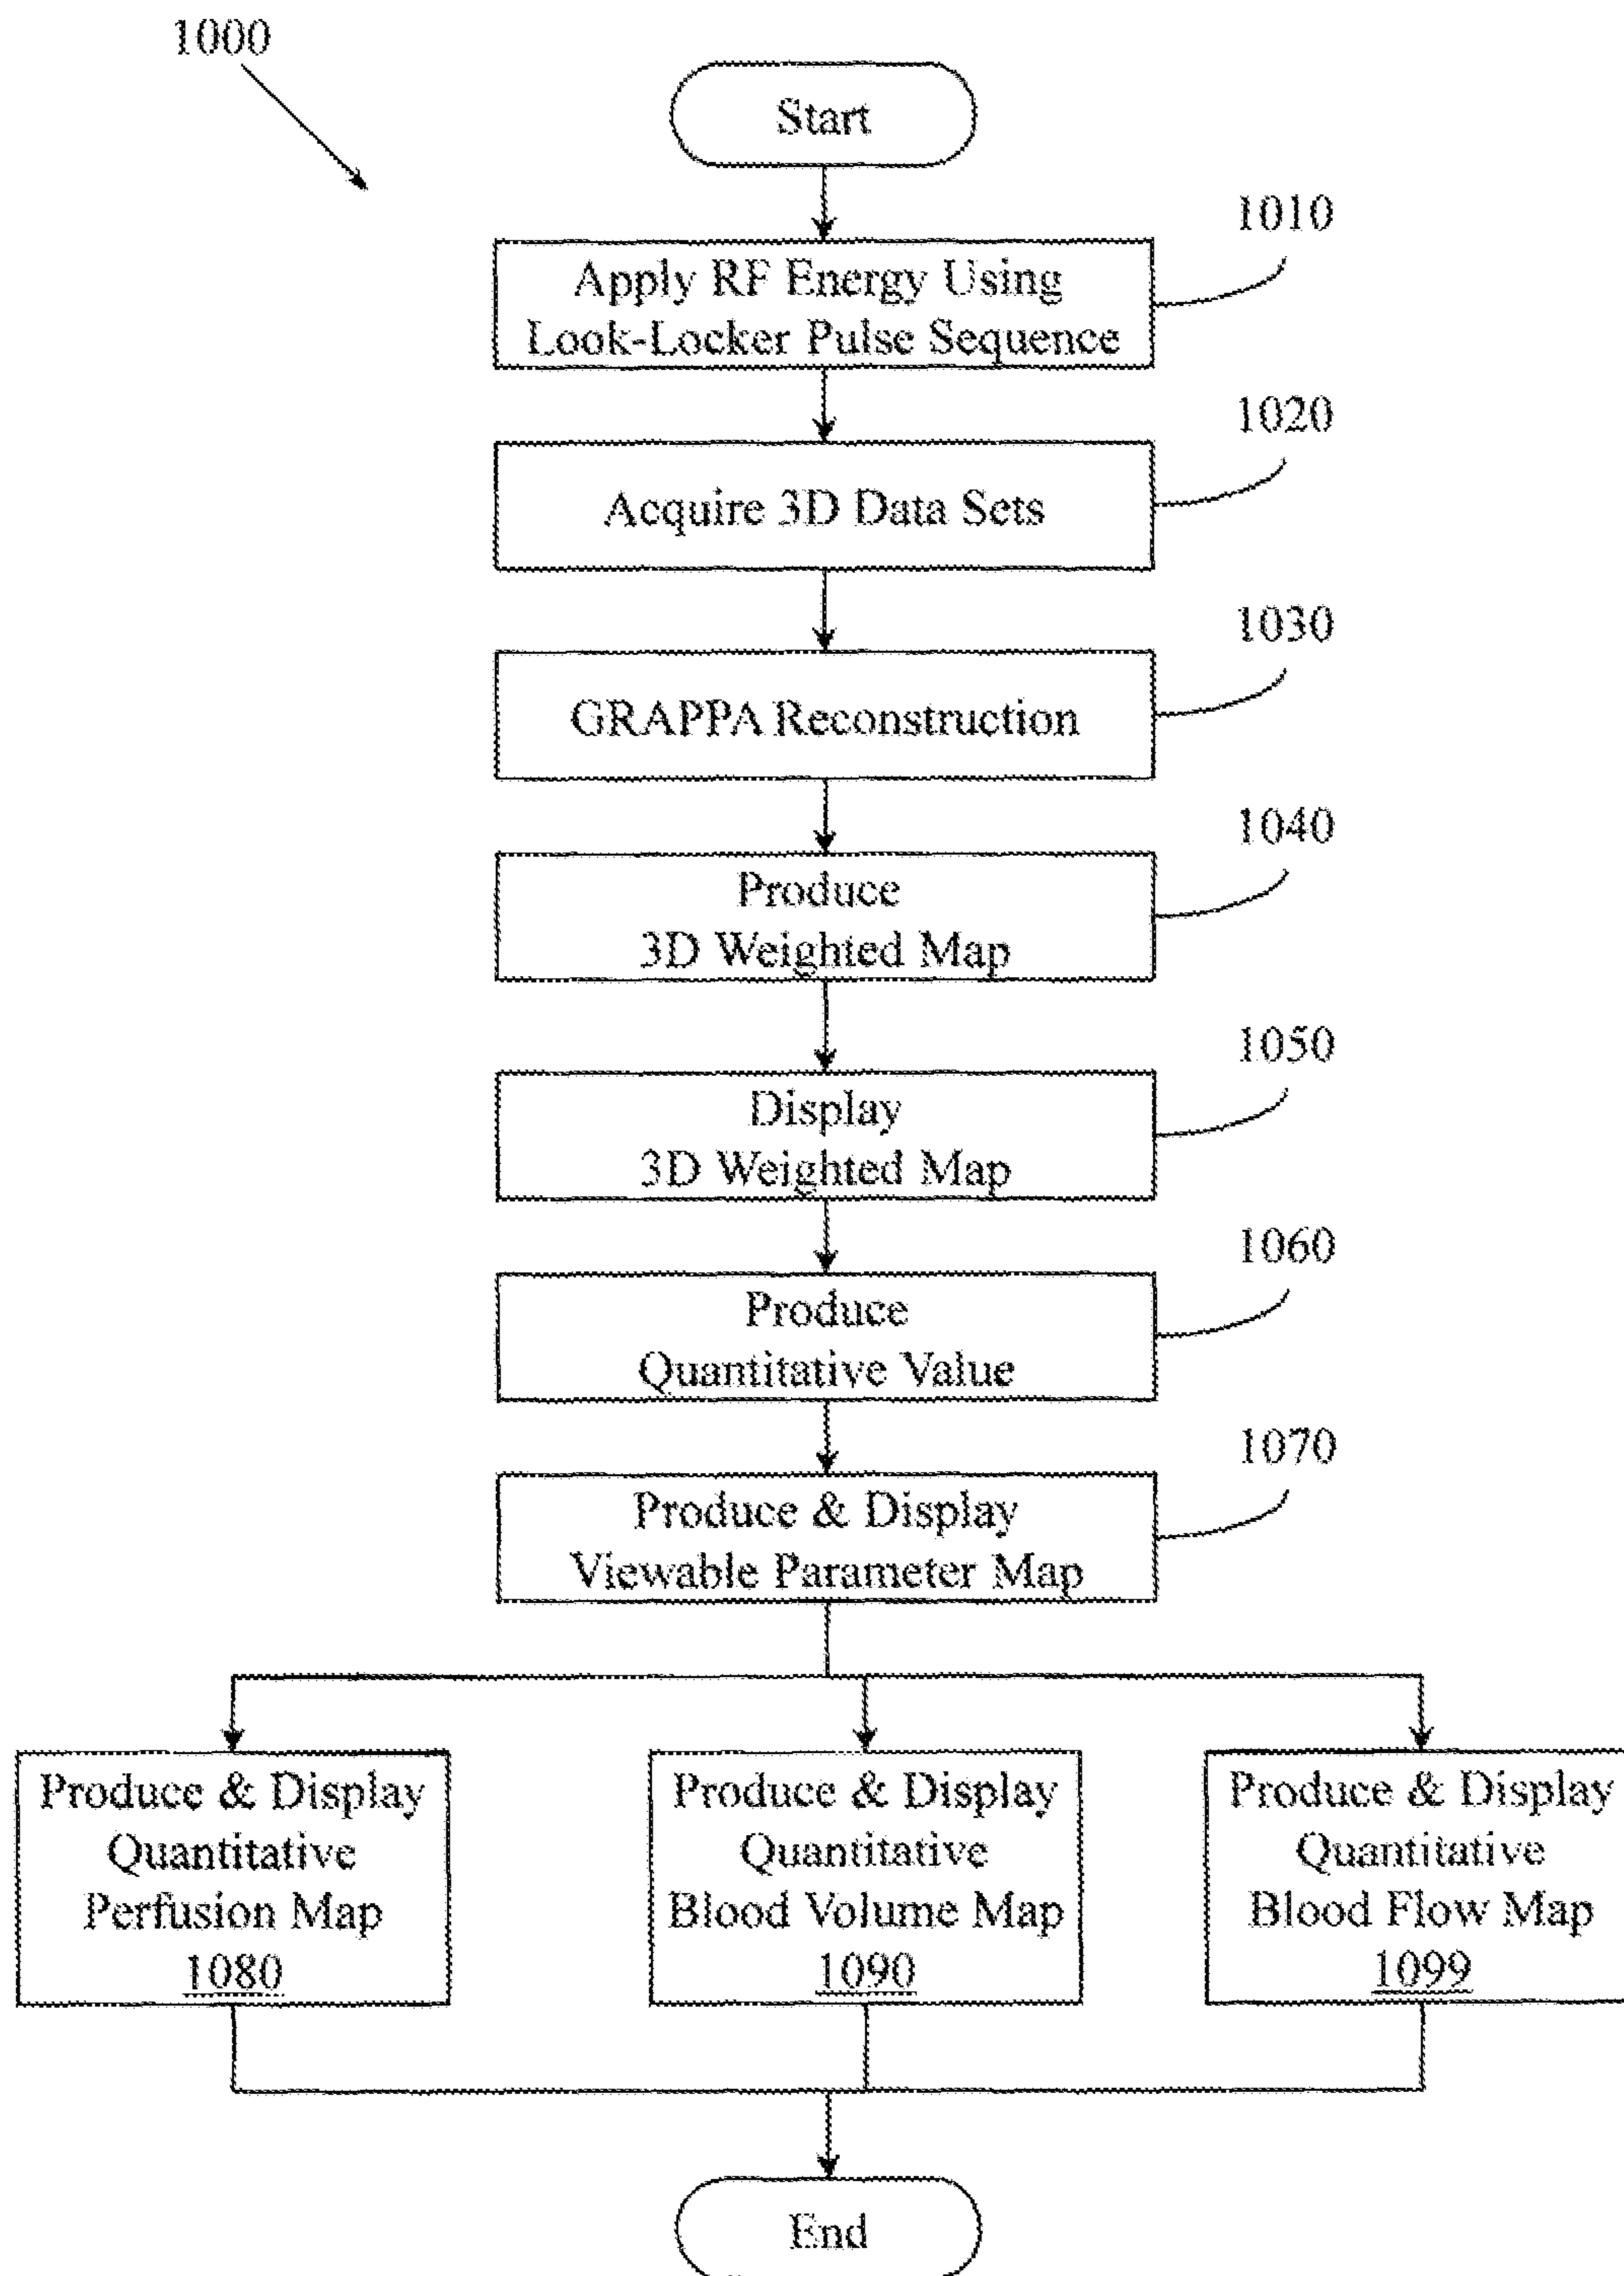 1000
Start
1010
Apply RF Energy Using
Look-Locker Pulse Sequence
1020
Acquire 3D Data Sets
1030
GRAPPA Reconstruction
1040
Produce
3D Weighted Map
1050
Display
3D Weighted Map
1060
Produce
Quantitative Value
1070
Produce & Display
Viewable Parameter Map
Produce & Display
Quantitative
Perfusion Map
1080
Produce & Display
Quantitative
Blood Volume Map
1090
Produce & Display
Quantitative
Blood Flow Map
1099
End